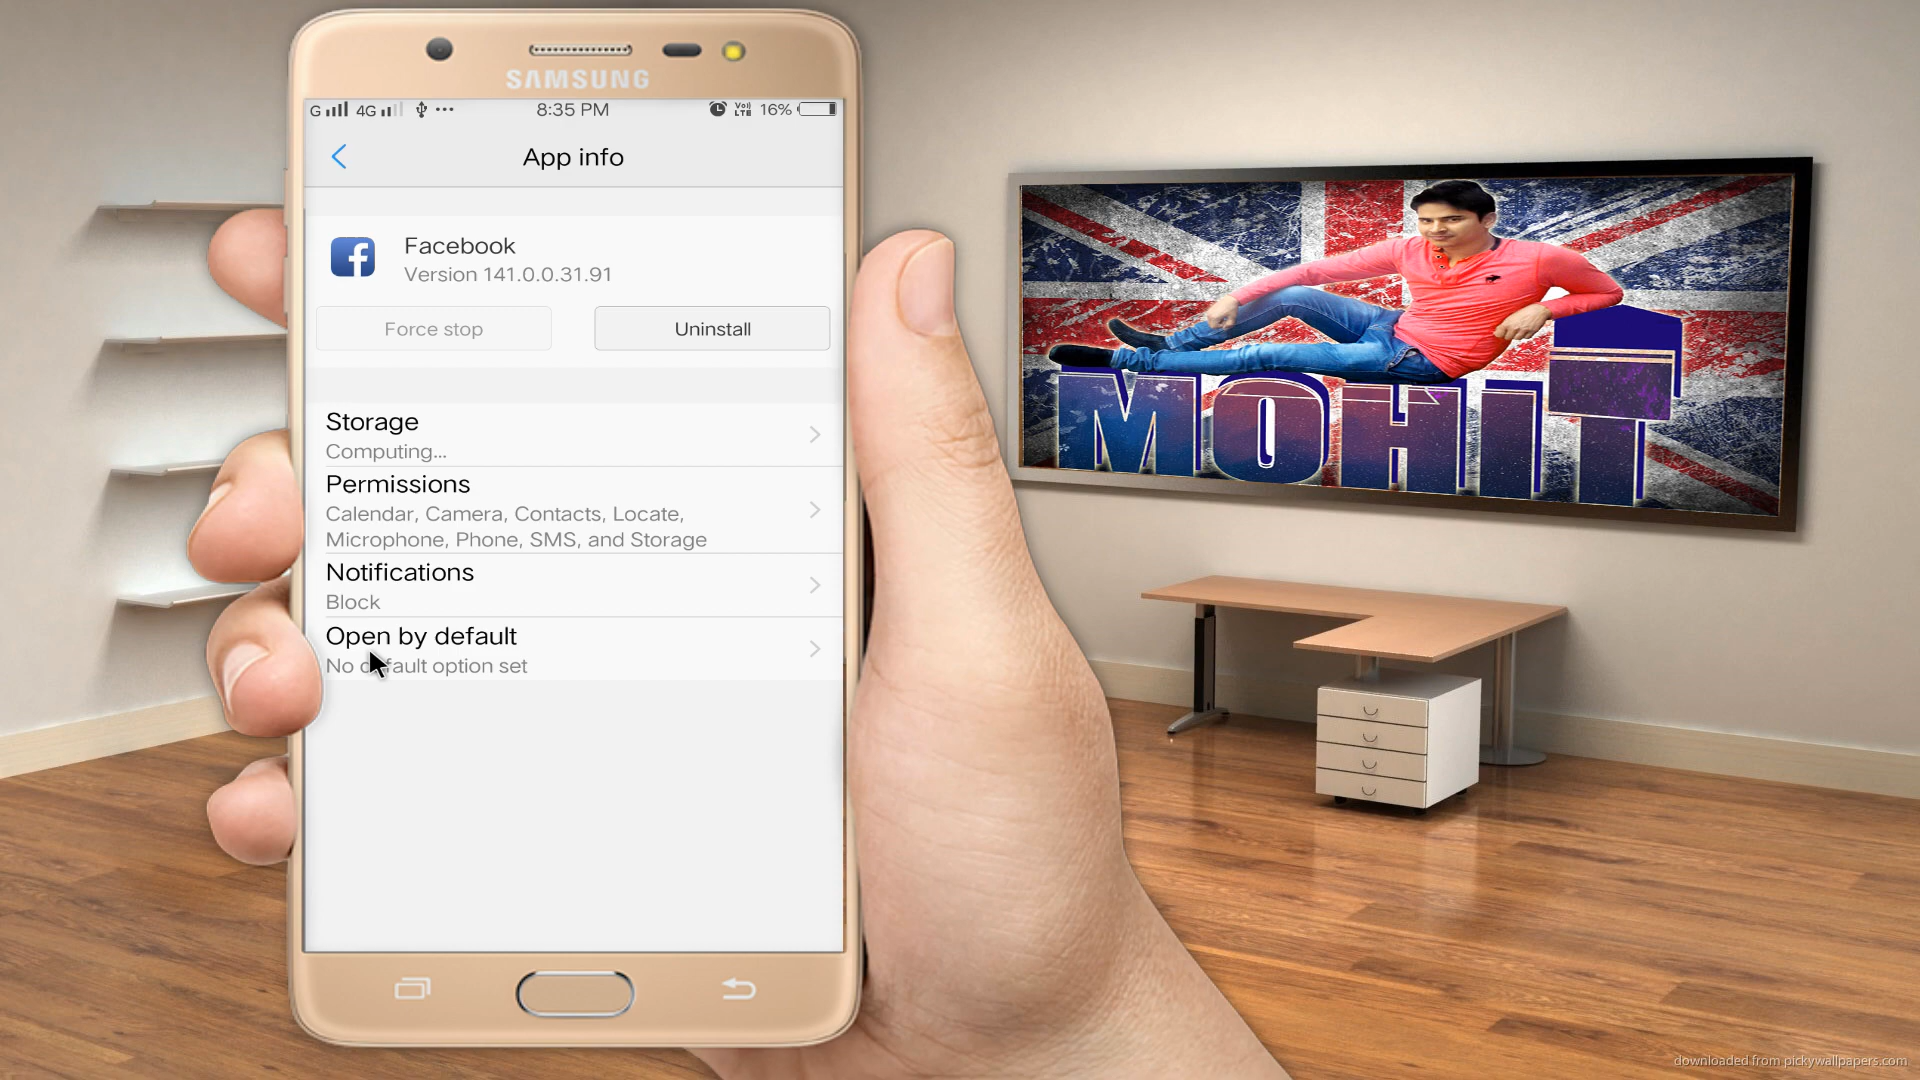 SAMSUNG
G 4G 8:35 PM Vo) LTE 16%
App info
Facebook
Version 141.0.0.31.91
Force stop
Uninstall
Storage
Computing...
Permissions
Calendar, Camera, Contacts, Locate,
Microphone, Phone, SMS, and Storage
Notifications
Block
Open by default
No default option set
MOHIT
downloaded from pickywallpapers.com